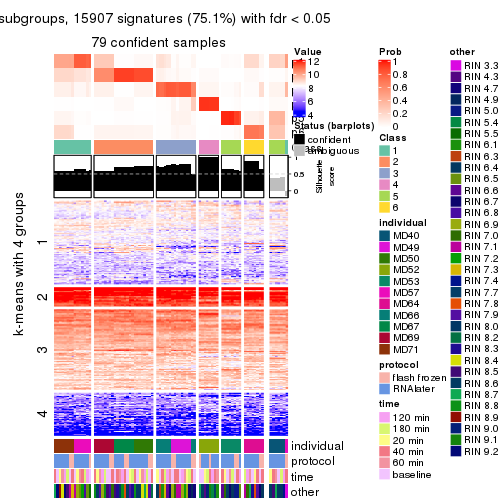 subgroups, 15907 signatures (75.1%) with fdr < 0.05
79 confident samples
k-means with 4 groups
1
2
3
4
1
0.5
0
Silhouette
score
individual
protocol
time
other
Value
12
10
8
6
4
Status (barplots)
confident
ambiguous
Prob
1
0.8
0.6
0.4
0.2
0
Class
1
2
3
4
5
6
individual
MD40
MD49
MD50
MD52
MD53
MD57
MD64
MD66
MD67
MD69
MD71
protocol
flash frozen
RNAlater
time
120 min
180 min
20 min
40 min
60 min
baseline
other
RIN 3.3
RIN 4.3
RIN 4.7
RIN 4.9
RIN 5.0
RIN 5.4
RIN 5.5
RIN 6.1
RIN 6.3
RIN 6.4
RIN 6.5
RIN 6.6
RIN 6.7
RIN 6.8
RIN 6.9
RIN 7.0
RIN 7.1
RIN 7.2
RIN 7.3
RIN 7.4
RIN 7.7
RIN 7.8
RIN 7.9
RIN 8.0
RIN 8.2
RIN 8.3
RIN 8.4
RIN 8.5
RIN 8.6
RIN 8.7
RIN 8.8
RIN 8.9
RIN 9.0
RIN 9.1
RIN 9.2